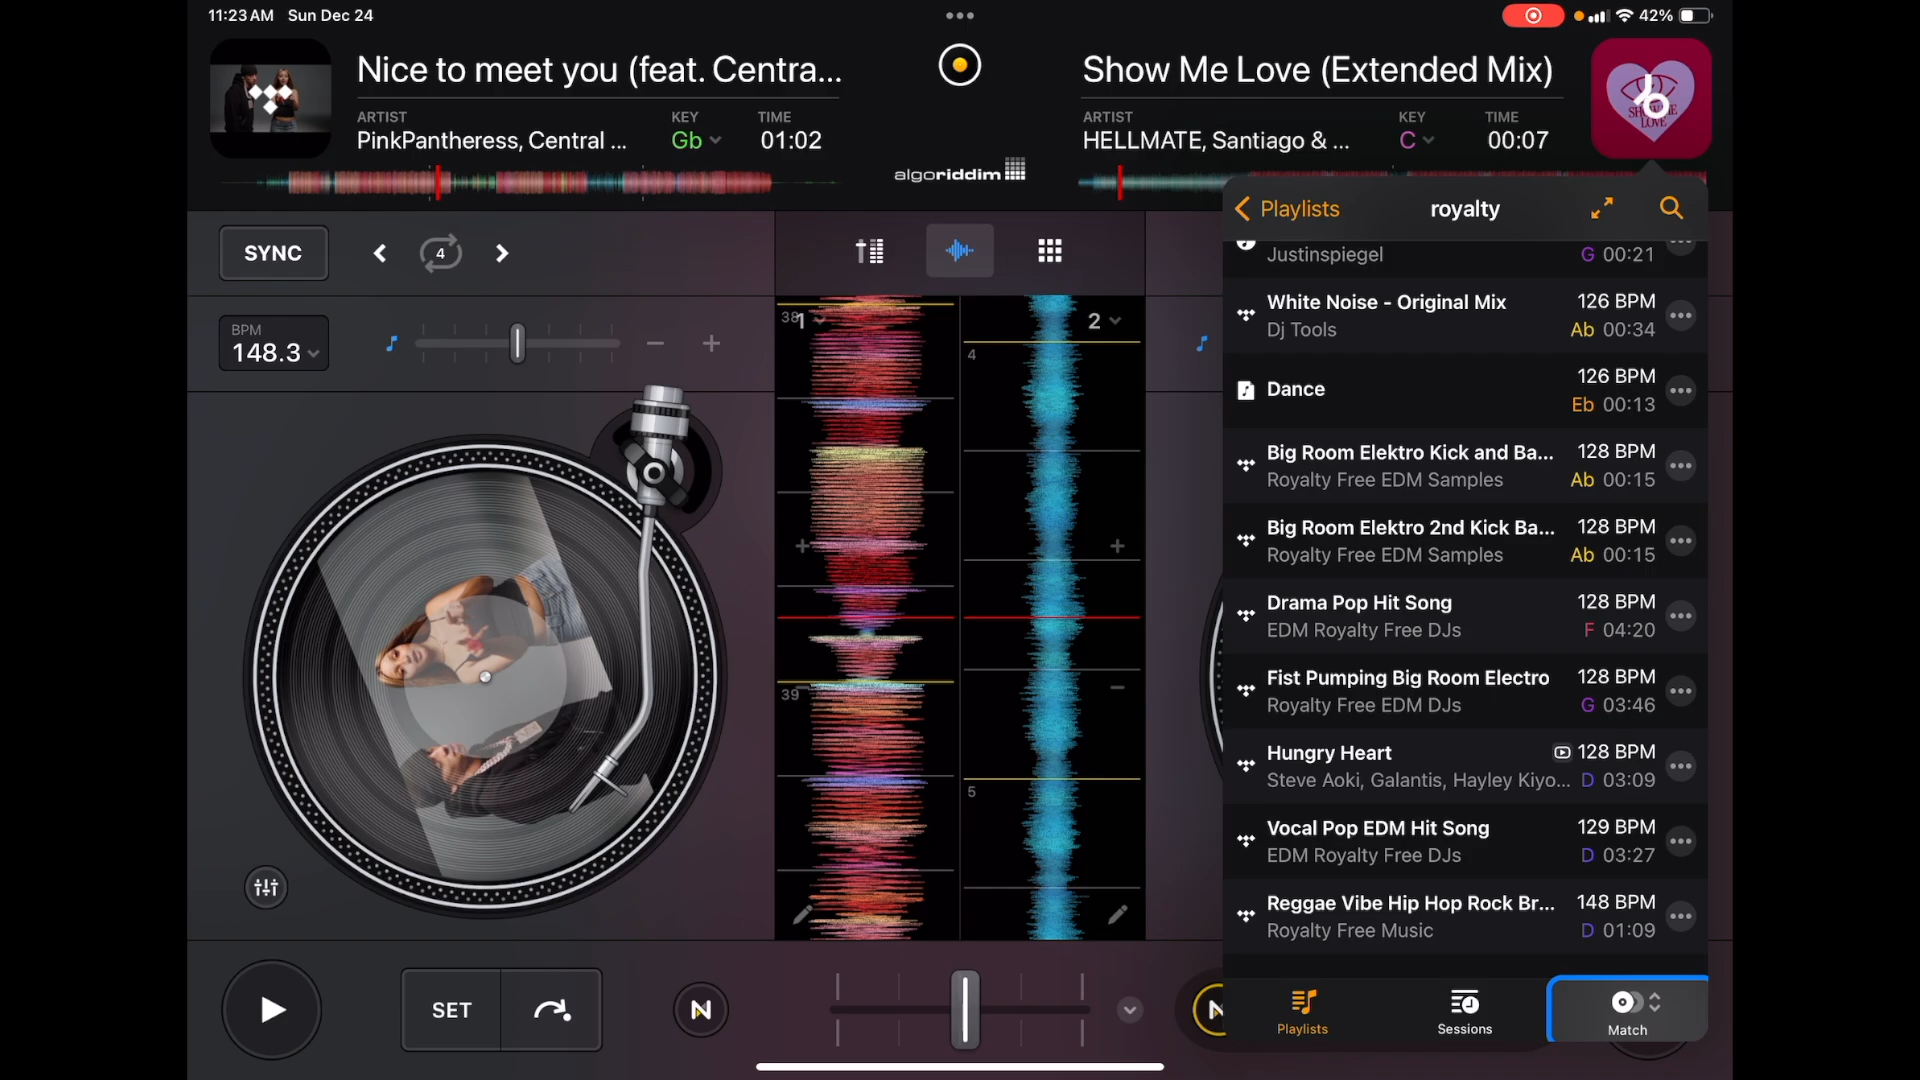 11:23 AM Sun Dec 24
42%
Nice to meet you (feat. Centra...
ARTIST KEY TIME
PinkPantheress, Central ... Gb 01:02
algoriddim
Show Me Love (Extended Mix)
ARTIST KEY TIME
HELLMATE, Santiago & ... C 00:07
SHOW ME
LOVE
SYNC
4
BPM
148.3
38
1
39
2
4
5
Playlists royalty
Justinspiegel G 00:21
White Noise - Original Mix 126 BPM
Dj Tools Ab 00:34
Dance 126 BPM
Eb 00:13
Big Room Elektro Kick and Ba... 128 BPM
Royalty Free EDM Samples Ab 00:15
Big Room Elektro 2nd Kick Ba... 128 BPM
Royalty Free EDM Samples Ab 00:15
Drama Pop Hit Song 128 BPM
EDM Royalty Free DJs F 04:20
Fist Pumping Big Room Electro 128 BPM
Royalty Free EDM DJs G 03:46
Hungry Heart 128 BPM
Steve Aoki, Galantis, Hayley Kiyo... D 03:09
Vocal Pop EDM Hit Song 129 BPM
EDM Royalty Free DJs D 03:27
Reggae Vibe Hip Hop Rock Br... 148 BPM
Royalty Free Music D 01:09
Playlists Sessions Match
SET